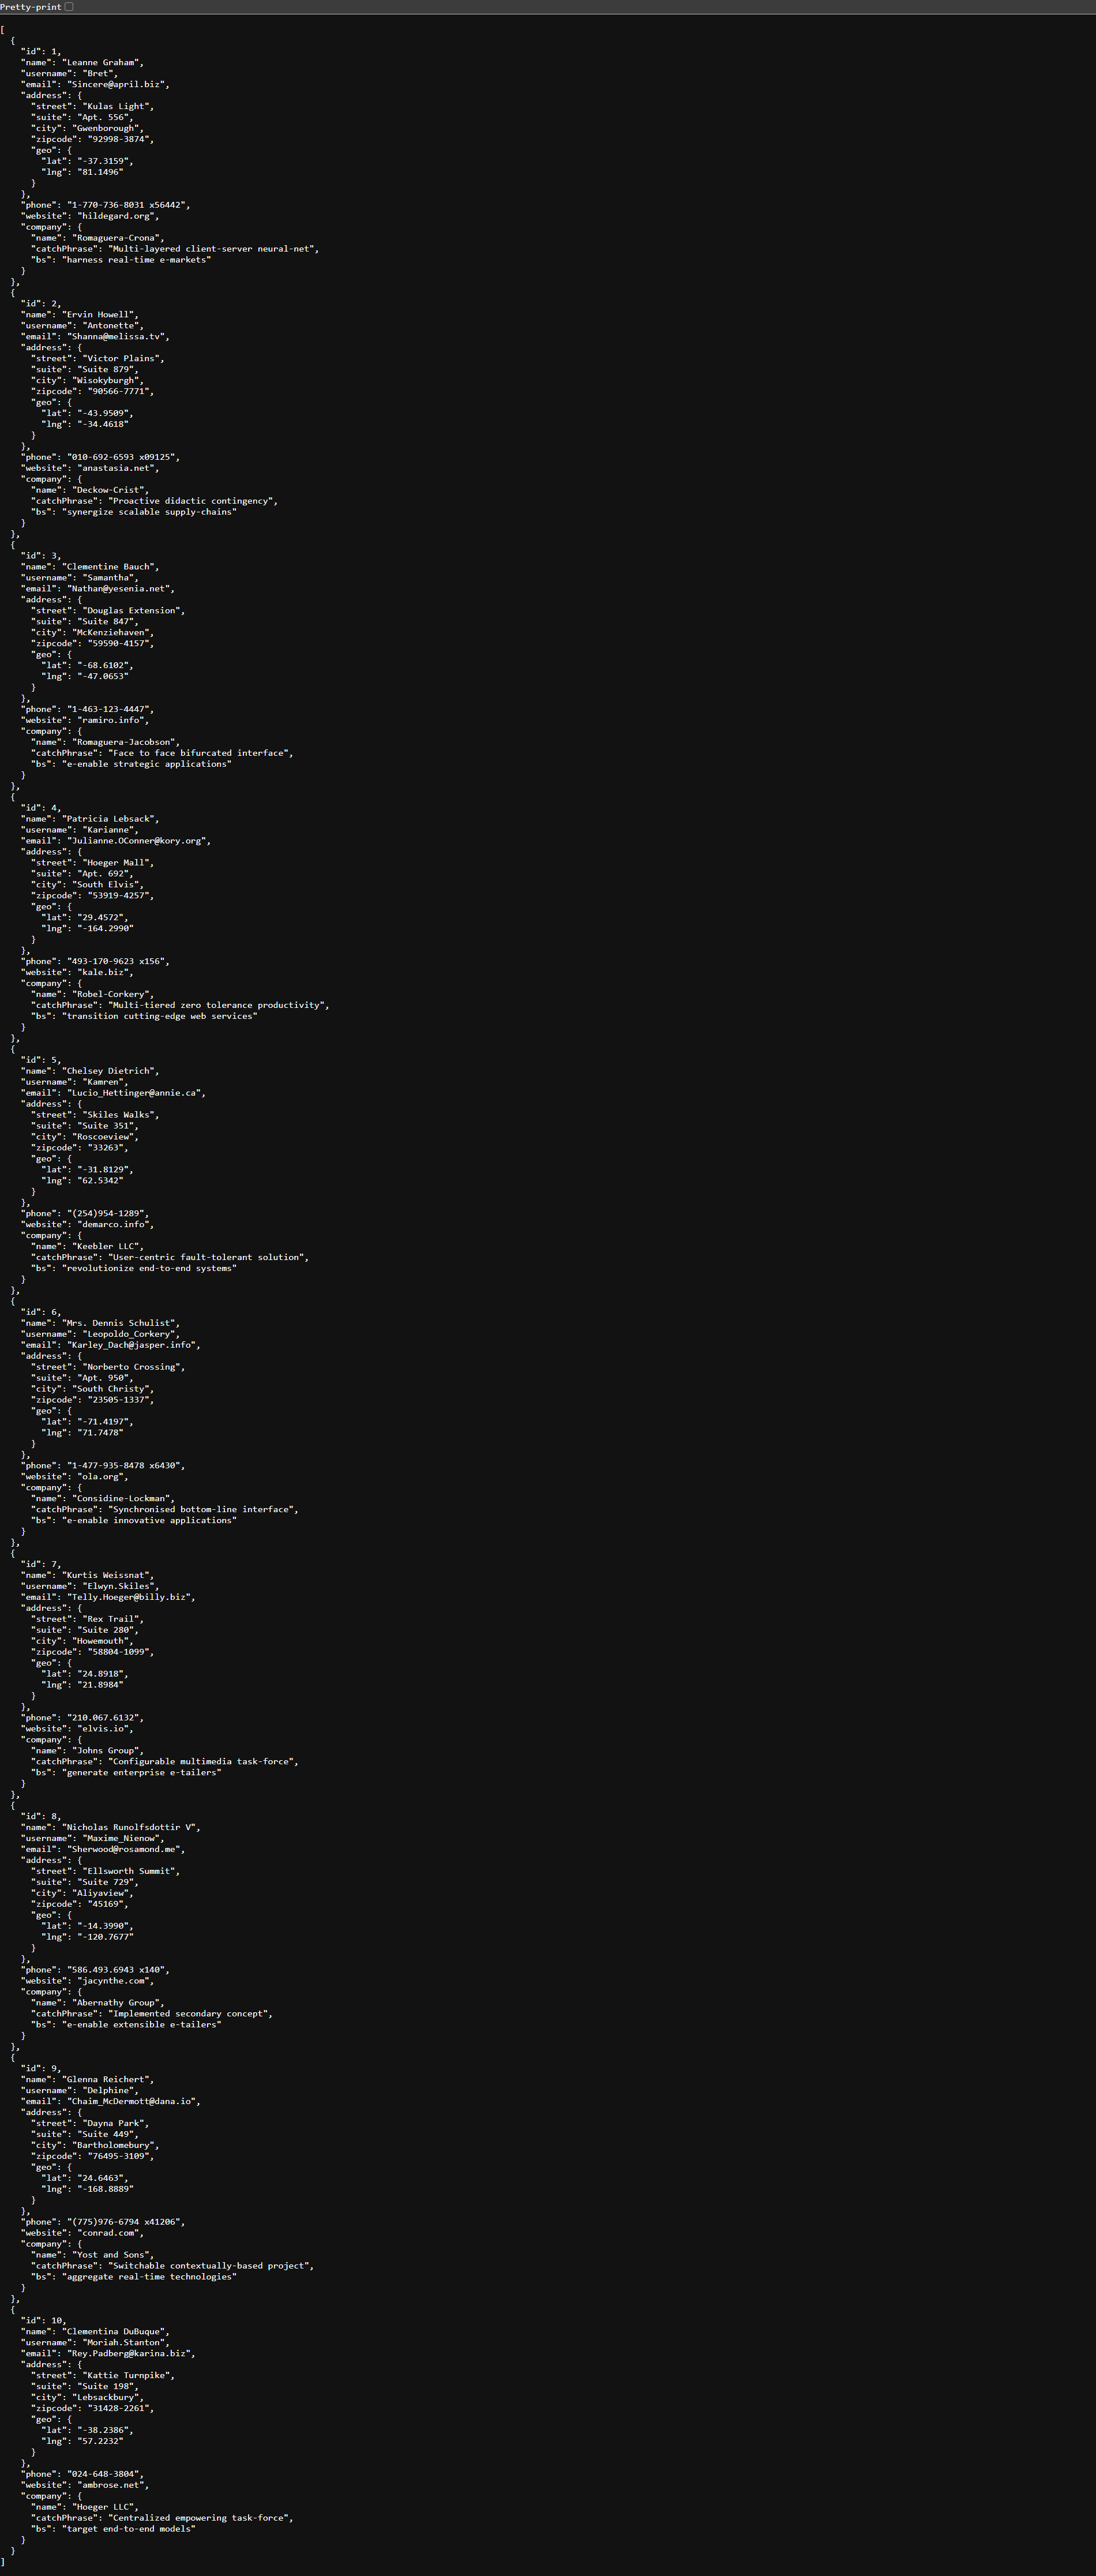 Pretty-print
[
  {
    "id": 1,
    "name": "Leanne Graham",
    "username": "Bret",
    "email": "Sincere@april.biz",
    "address": {
      "street": "Kulas Light",
      "suite": "Apt. 556",
      "city": "Gwenborough",
      "zipcode": "92998-3874",
      "geo": {
        "lat": "-37.3159",
        "lng": "81.1496"
      }
    },
    "phone": "1-770-736-8031 x56442",
    "website": "hildegard.org",
    "company": {
      "name": "Romaguera-Crona",
      "catchPhrase": "Multi-layered client-server neural-net",
      "bs": "harness real-time e-markets"
    }
  },
  {
    "id": 2,
    "name": "Ervin Howell",
    "username": "Antonette",
    "email": "Shanna@melissa.tv",
    "address": {
      "street": "Victor Plains",
      "suite": "Suite 879",
      "city": "Wisokyburgh",
      "zipcode": "90566-7771",
      "geo": {
        "lat": "-43.9509",
        "lng": "-34.4618"
      }
    },
    "phone": "010-692-6593 x09125",
    "website": "anastasia.net",
    "company": {
      "name": "Deckow-Crist",
      "catchPhrase": "Proactive didactic contingency",
      "bs": "synergize scalable supply-chains"
    }
  },
  {
    "id": 3,
    "name": "Clementine Bauch",
    "username": "Samantha",
    "email": "Nathan@yesenia.net",
    "address": {
      "street": "Douglas Extension",
      "suite": "Suite 847",
      "city": "McKenziehaven",
      "zipcode": "59590-4157",
      "geo": {
        "lat": "-68.6102",
        "lng": "-47.0653"
      }
    },
    "phone": "1-463-123-4447",
    "website": "ramiro.info",
    "company": {
      "name": "Romaguera-Jacobson",
      "catchPhrase": "Face to face bifurcated interface",
      "bs": "e-enable strategic applications"
    }
  },
  {
    "id": 4,
    "name": "Patricia Lebsack",
    "username": "Karianne",
    "email": "Julianne.OConner@kory.org",
    "address": {
      "street": "Hoeger Mall",
      "suite": "Apt. 692",
      "city": "South Elvis",
      "zipcode": "53919-4257",
      "geo": {
        "lat": "29.4572",
        "lng": "-164.2990"
      }
    },
    "phone": "493-170-9623 x156",
    "website": "kale.biz",
    "company": {
      "name": "Robel-Corkery",
      "catchPhrase": "Multi-tiered zero tolerance productivity",
      "bs": "transition cutting-edge web services"
    }
  },
  {
    "id": 5,
    "name": "Chelsey Dietrich",
    "username": "Kamren",
    "email": "Lucio_Hettinger@annie.ca",
    "address": {
      "street": "Skiles Walks",
      "suite": "Suite 351",
      "city": "Roscoeview",
      "zipcode": "33263",
      "geo": {
        "lat": "-31.8129",
        "lng": "62.5342"
      }
    },
    "phone": "(254)954-1289",
    "website": "demarco.info",
    "company": {
      "name": "Keebler LLC",
      "catchPhrase": "User-centric fault-tolerant solution",
      "bs": "revolutionize end-to-end systems"
    }
  },
  {
    "id": 6,
    "name": "Mrs. Dennis Schulist",
    "username": "Leopoldo_Corkery",
    "email": "Karley_Dach@jasper.info",
    "address": {
      "street": "Norberto Crossing",
      "suite": "Apt. 950",
      "city": "South Christy",
      "zipcode": "23505-1337",
      "geo": {
        "lat": "-71.4197",
        "lng": "71.7478"
      }
    },
    "phone": "1-477-935-8478 x6430",
    "website": "ola.org",
    "company": {
      "name": "Considine-Lockman",
      "catchPhrase": "Synchronised bottom-line interface",
      "bs": "e-enable innovative applications"
    }
  },
  {
    "id": 7,
    "name": "Kurtis Weissnat",
    "username": "Elwyn.Skiles",
    "email": "Telly.Hoeger@billy.biz",
    "address": {
      "street": "Rex Trail",
      "suite": "Suite 280",
      "city": "Howemouth",
      "zipcode": "58804-1099",
      "geo": {
        "lat": "24.8918",
        "lng": "21.8984"
      }
    },
    "phone": "210.067.6132",
    "website": "elvis.io",
    "company": {
      "name": "Johns Group",
      "catchPhrase": "Configurable multimedia task-force",
      "bs": "generate enterprise e-tailers"
    }
  },
  {
    "id": 8,
    "name": "Nicholas Runolfsdottir V",
    "username": "Maxime_Nienow",
    "email": "Sherwood@rosamond.me",
    "address": {
      "street": "Ellsworth Summit",
      "suite": "Suite 729",
      "city": "Aliyaview",
      "zipcode": "45169",
      "geo": {
        "lat": "-14.3990",
        "lng": "-120.7677"
      }
    },
    "phone": "586.493.6943 x140",
    "website": "jacynthe.com",
    "company": {
      "name": "Abernathy Group",
      "catchPhrase": "Implemented secondary concept",
      "bs": "e-enable extensible e-tailers"
    }
  },
  {
    "id": 9,
    "name": "Glenna Reichert",
    "username": "Delphine",
    "email": "Chaim_McDermott@dana.io",
    "address": {
      "street": "Dayna Park",
      "suite": "Suite 449",
      "city": "Bartholomebury",
      "zipcode": "76495-3109",
      "geo": {
        "lat": "24.6463",
        "lng": "-168.8889"
      }
    },
    "phone": "(775)976-6794 x41206",
    "website": "conrad.com",
    "company": {
      "name": "Yost and Sons",
      "catchPhrase": "Switchable contextually-based project",
      "bs": "aggregate real-time technologies"
    }
  },
  {
    "id": 10,
    "name": "Clementina DuBuque",
    "username": "Moriah.Stanton",
    "email": "Rey.Padberg@karina.biz",
    "address": {
      "street": "Kattie Turnpike",
      "suite": "Suite 198",
      "city": "Lebsackbury",
      "zipcode": "31428-2261",
      "geo": {
        "lat": "-38.2386",
        "lng": "57.2232"
      }
    },
    "phone": "024-648-3804",
    "website": "ambrose.net",
    "company": {
      "name": "Hoeger LLC",
      "catchPhrase": "Centralized empowering task-force",
      "bs": "target end-to-end models"
    }
  }
]